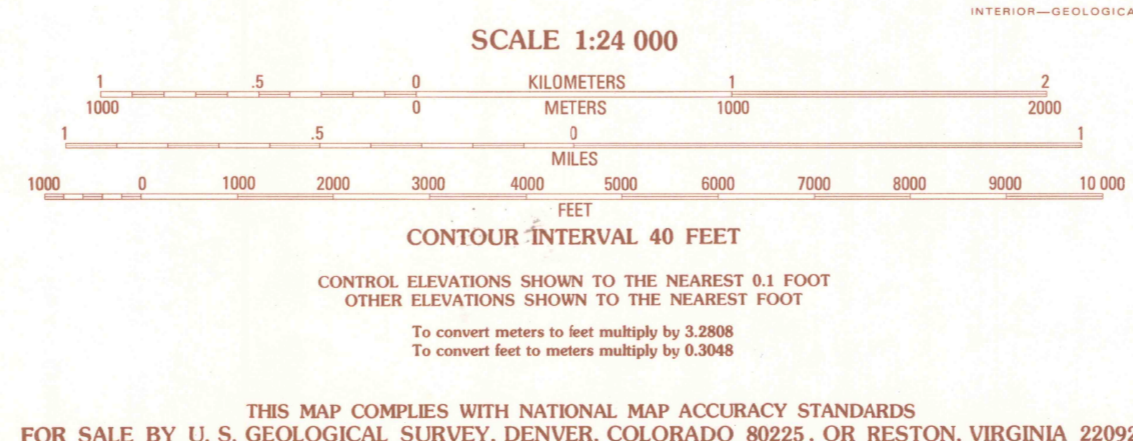 INTERIOR—GEOLOGICA
SCALE 1:24 000
1 .5 0 KILOMETERS 1 2
1000 0 METERS 1000 2000
1 .5 0 1
MILES
1000 0 1000 2000 3000 4000 5000 6000 7000 8000 9000 10 000
FEET
CONTOUR INTERVAL 40 FEET
CONTROL ELEVATIONS SHOWN TO THE NEAREST 0.1 FOOT
OTHER ELEVATIONS SHOWN TO THE NEAREST FOOT
To convert meters to feet multiply by 3.2808
To convert feet to meters multiply by 0.3048
THIS MAP COMPLIES WITH NATIONAL MAP ACCURACY STANDARDS
FOR SALE BY U. S. GEOLOGICAL SURVEY, DENVER, COLORADO 80225, OR RESTON, VIRGINIA 22092